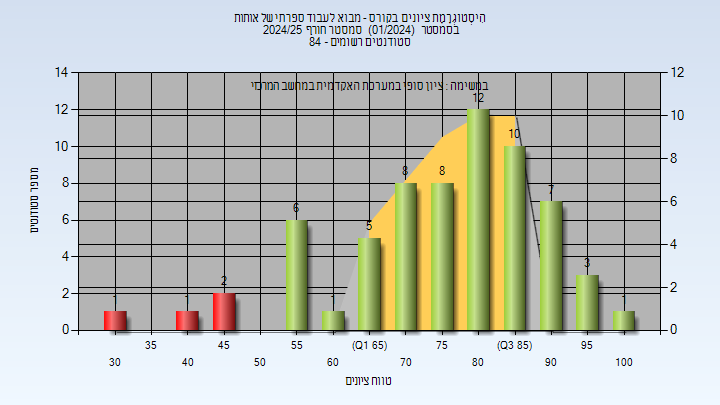 היסטוגרמת ציונים בקורס - מבוא לעבוד ספרתי של אותות
בסמסטר (01/2024) סמסטר חורף 2024/25
סטודנטים רשומים - 84
במשימה : ציון סופי במערכת האקדמית במחשב המרכזי
14 12 10 8 6 4 2 0
מספר סטודנטים
12 10 8 6 4 2 0
1 1 2 6 1 5 8 8 12 10 7 3 1
35 45 55 (Q1 65) 75 (Q3 85) 95
30 40 50 60 70 80 90 100
טווח ציונים